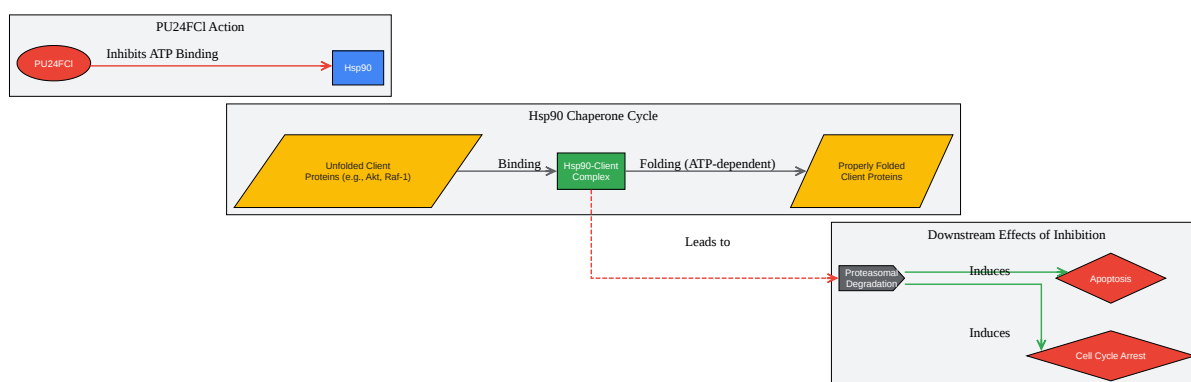 PU24FCl Action
Inhibits ATP Binding
PU24FCl
Hsp90
Hsp90 Chaperone Cycle
Unfolded Client
Proteins (e.g., Akt, Raf-1)
Binding
Hsp90-Client
Complex
Folding (ATP-dependent)
Properly Folded
Client Proteins
Leads to
Downstream Effects of Inhibition
Proteasomal
Degradation
Induces
Apoptosis
Induces
Cell Cycle Arrest